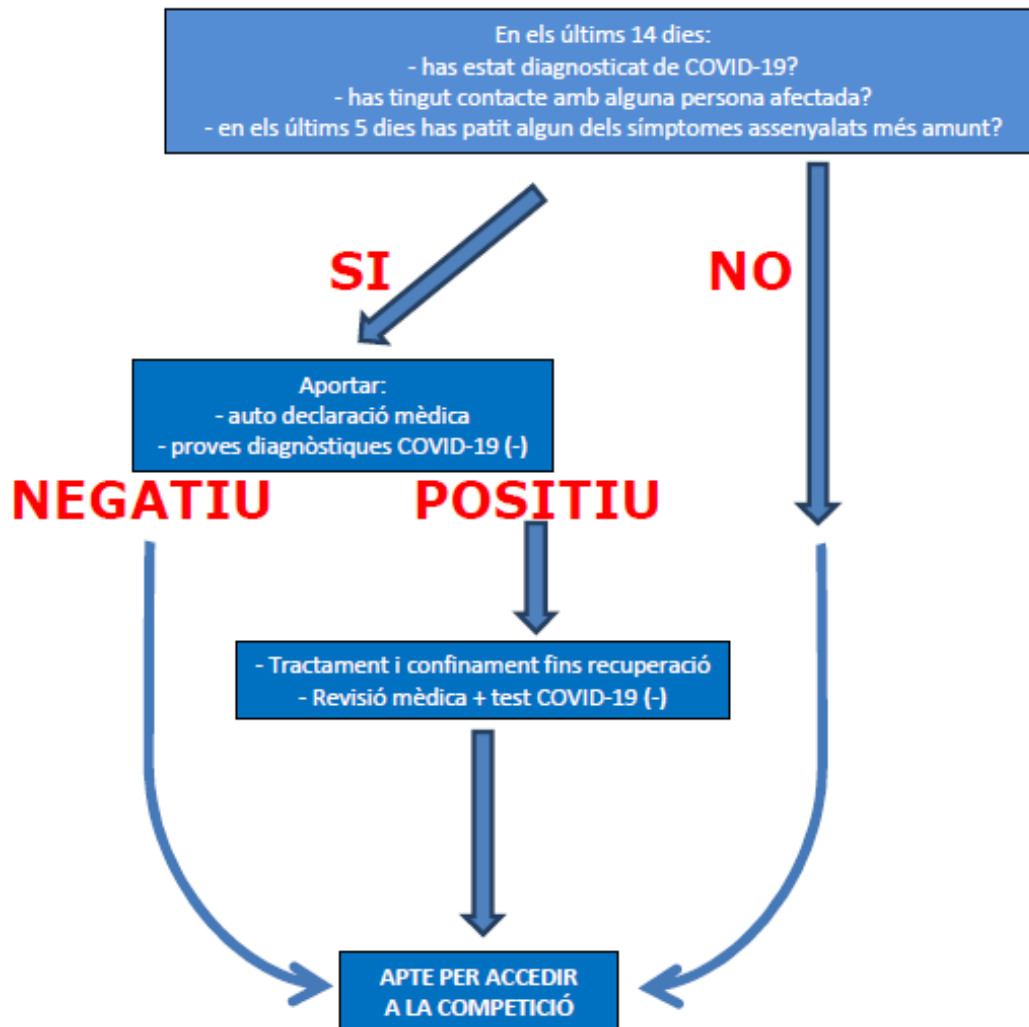 En els últims 14 dies:
- has estat diagnosticat de COVID-19?
- has tingut contacte amb alguna persona afectada?
- en els últims 5 dies has patit algun dels símptomes assenyalats més amunt?
SI
NO
Aportar:
- auto declaració mèdica
- proves diagnòstiques COVID-19 (-)
NEGATIU
POSITIU
- Tractament i confinament fins recuperació
- Revisió mèdica + test COVID-19 (-)
APTE PER ACCEDIR
A LA COMPETICIÓ